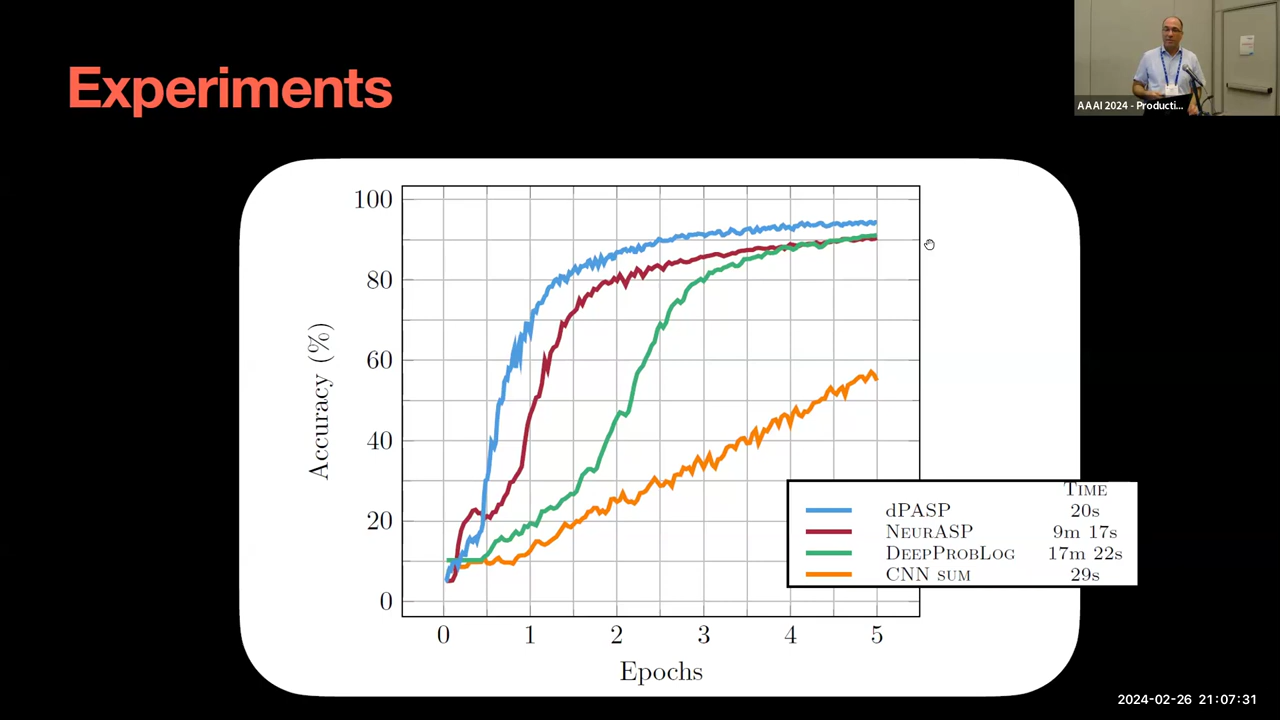 Experiments
AAAI 2024 - Producti...
100
80
60
40
20
0
Accuracy (%)
0 1 2 3 4 5
Epochs
TIME
dPASP 20s
NEURASP 9m 17s
DEEPPROBLOG 17m 22s
CNN SUM 29s
2024-02-26 21:07:31